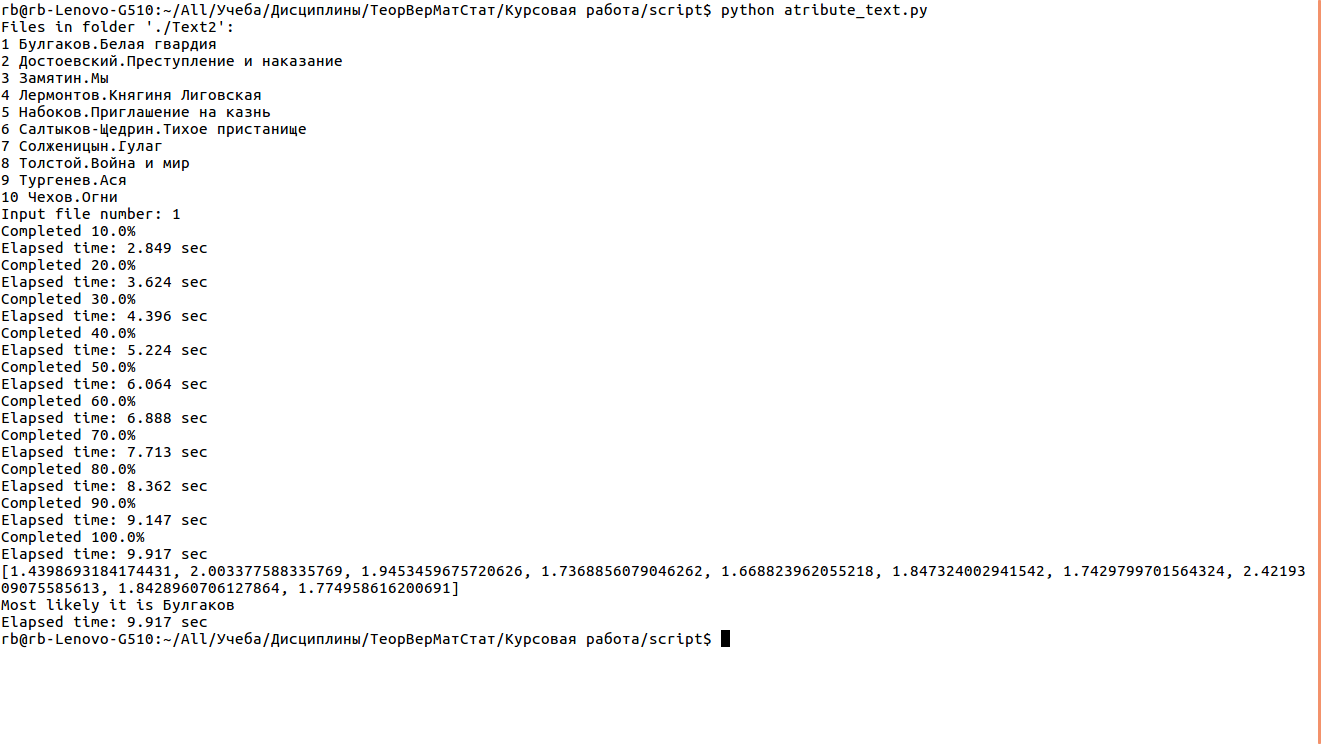 rb@rb-Lenovo-G510:~/All/Учеба/Дисциплины/ТеорВерМатСтат/Курсовая работа/script$ python atribute_text.py
Files in folder './Text2':
1 Булгаков.Белая гвардия
2 Достоевский.Преступление и наказание
3 Замятин.Мы
4 Лермонтов.Княгиня Лиговская
5 Набоков.Приглашение на казнь
6 Салтыков-Щедрин.Тихое пристанище
7 Солженицын.Гулаг
8 Толстой.Война и мир
9 Тургенев.Ася
10 Чехов.Огни
Input file number: 1
Completed 10.0%
Elapsed time: 2.849 sec
Completed 20.0%
Elapsed time: 3.624 sec
Completed 30.0%
Elapsed time: 4.396 sec
Completed 40.0%
Elapsed time: 5.224 sec
Completed 50.0%
Elapsed time: 6.064 sec
Completed 60.0%
Elapsed time: 6.888 sec
Completed 70.0%
Elapsed time: 7.713 sec
Completed 80.0%
Elapsed time: 8.362 sec
Completed 90.0%
Elapsed time: 9.147 sec
Completed 100.0%
Elapsed time: 9.917 sec
[1.4398693184174431, 2.003377588335769, 1.9453459675720626, 1.7368856079046262, 1.668823962055218, 1.847324002941542, 1.7429799701564324, 2.42193
09075585613, 1.8428960706127864, 1.774958616200691]
Most likely it is Булгаков
Elapsed time: 9.917 sec
rb@rb-Lenovo-G510:~/All/Учеба/Дисциплины/ТеорВерМатСтат/Курсовая работа/script$